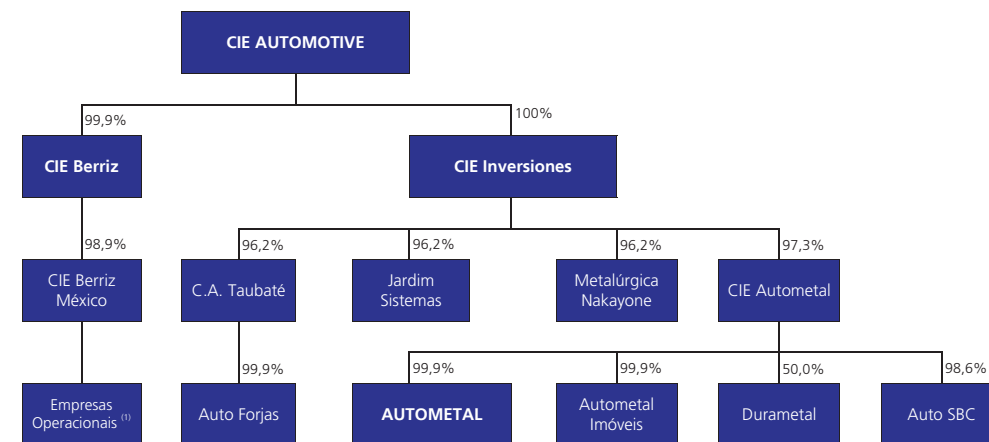 CIE AUTOMOTIVE
99,9%
100%
CIE Berriz
CIE Inversiones
98,9%
96,2%
96,2%
96,2%
97,3%
CIE Berriz
México
C.A. Taubaté
Jardim
Sistemas
Metalúrgica
Nakayone
CIE Autometal
99,9%
99,9%
99,9%
50,0%
98,6%
Empresas
Operacionais (1)
Auto Forjas
AUTOMETAL
Autometal
Imóveis
Durametal
Auto SBC